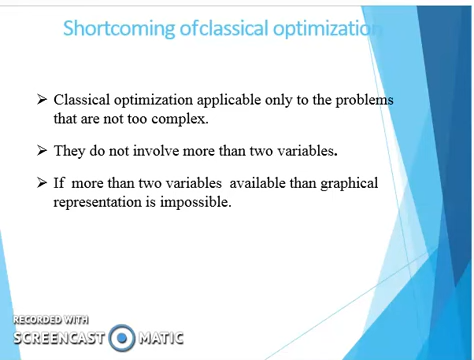 Shortcoming ofclassical optimization
➤ Classical optimization applicable only to the problems
that are not too complex.
➤ They do not involve more than two variables.
➤ If more than two variables available than graphical
representation is impossible.
RECORDED WITH
SCREENCAST MATIC